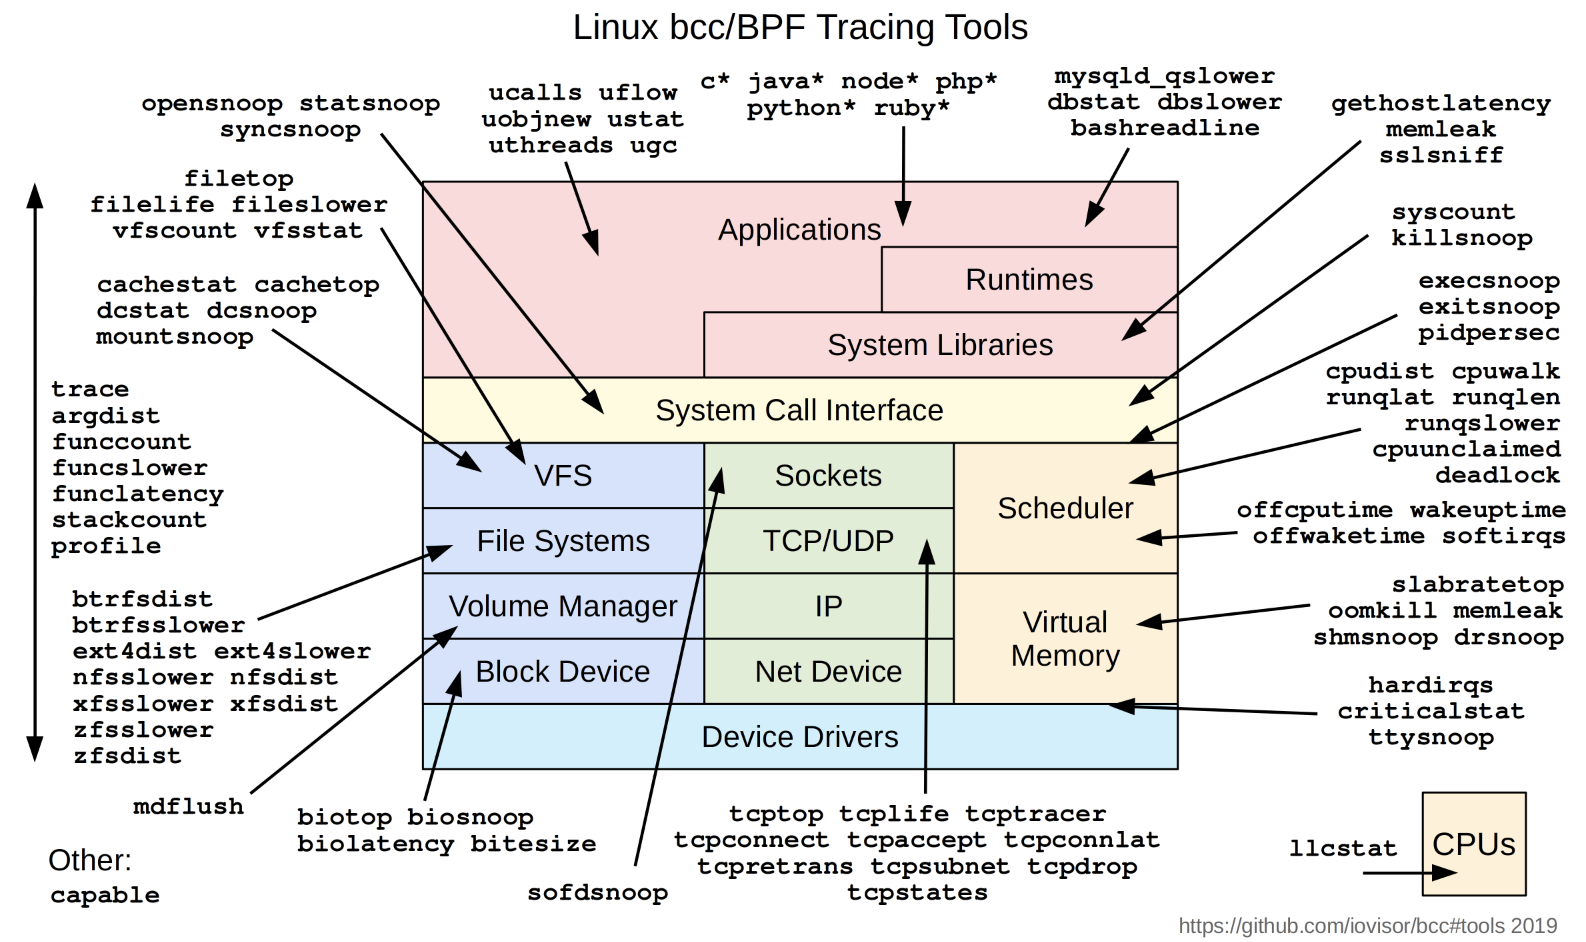 Linux bcc/BPF Tracing Tools
opensnoop statsnoop
syncsnoop
ucalls uflow
uobjnew ustat
uthreads ugc
c* java* node* php*
python* ruby*
mysqld_qslower
dbstat dbslower
bashreadline
gethostlatency
memleak
sslsniff
filetop
filelife fileslower
vfscount vfsstat
syscount
killsnoop
cachestat cachetop
dcstat dcsnoop
mountsnoop
execsnoop
exitsnoop
pidpersec
trace
argdist
funccount
funcslower
funclatency
stackcount
profile
cpudist cpuwalk
runqlat runqlen
runqslower
cpuunclaimed
deadlock
offcputime wakeuptime
offwaketime softirqs
btrfsdist
btrfsslower
ext4dist ext4slower
nfsslower nfsdist
xfsslower xfsdist
zfsslower
zfsdist
slabratetop
oomkill memleak
shmsnoop drsnoop
hardirqs
criticalstat
ttysnoop
Applications
Runtimes
System Libraries
System Call Interface
VFS
Sockets
Scheduler
File Systems
TCP/UDP
Volume Manager
IP
Virtual
Memory
Block Device
Net Device
Device Drivers
mdflush
biotop biosnoop
biolatency bitesize
sofdsnoop
tcptop tcplife tcptracer
tcpconnect tcpaccept tcpconnlat
tcpretrans tcpsubnet tcpdrop
tcpstates
llcstat
CPUs
Other:
capable
https://github.com/iovisor/bcc#tools 2019